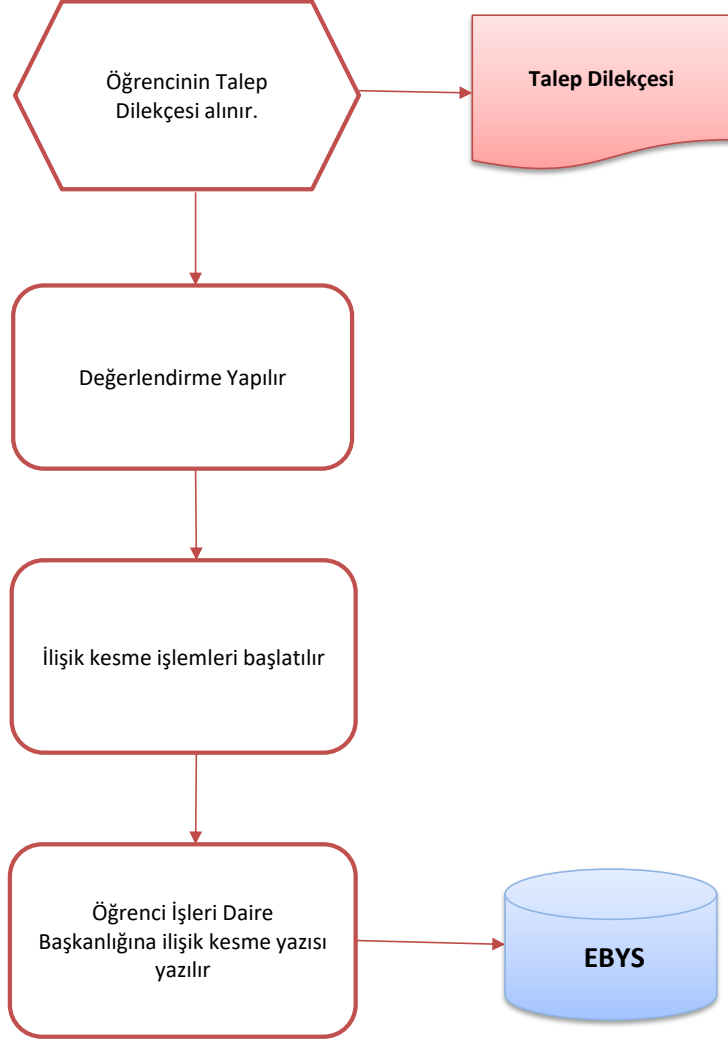 Öğrencinin Talep
Dilekçesi alınır.
Talep Dilekçesi
Değerlendirme Yapılır
İlişik kesme işlemleri başlatılır
Öğrenci İşleri Daire
Başkanlığına ilişik kesme yazısı
yazılır
EBYS